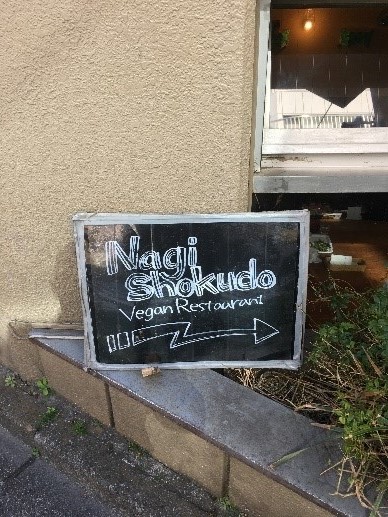 Nagi
Shokudo
Vegan Restaurant